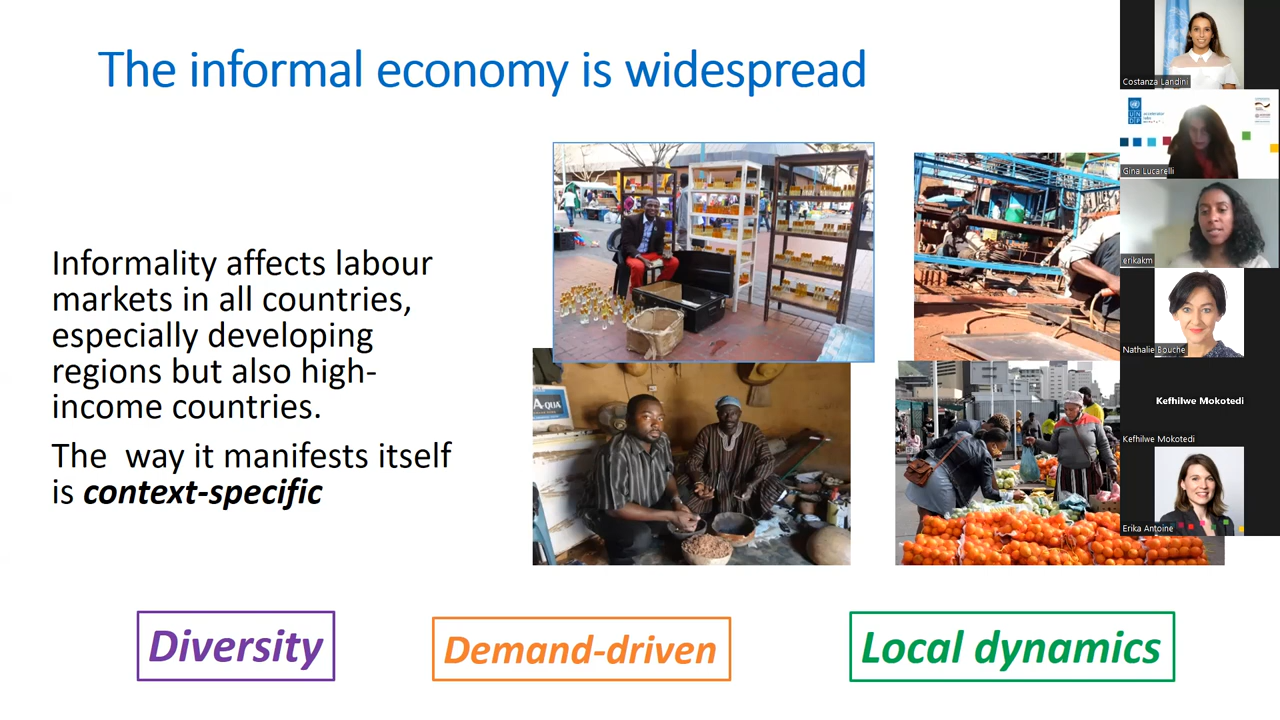 The informal economy is widespread
Informality affects labour
markets in all countries,
especially developing
regions but also high-
income countries.
The  way it manifests itself
is context-specific
AQUA
Diversity
Demand-driven
Local dynamics
Costanza Landini
Gina Lucarelli
erikakm
Nathalie Bouche
Kefhilwe Mokotedi
Kefhilwe Mokotedi
Erika Antoine